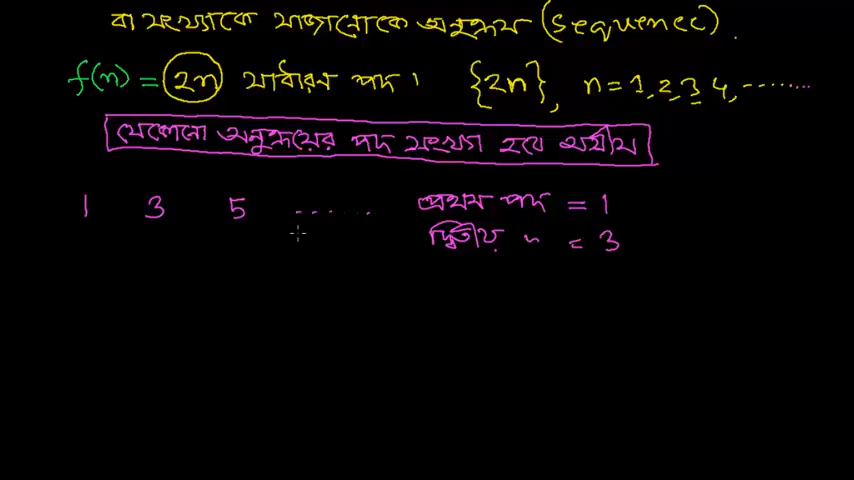 বা সংখ্যাকে সাজানোকে অনুক্রম (Sequence).
f(n) = 2n সাধারন পদ । {2n}, n = 1, 2, 3 4, ........
যেকোনো অনুক্রমের পদ সংখ্যা হবে অসীম
1 3 5 ...... প্রথম পদ = 1
দ্বিতীয় " = 3